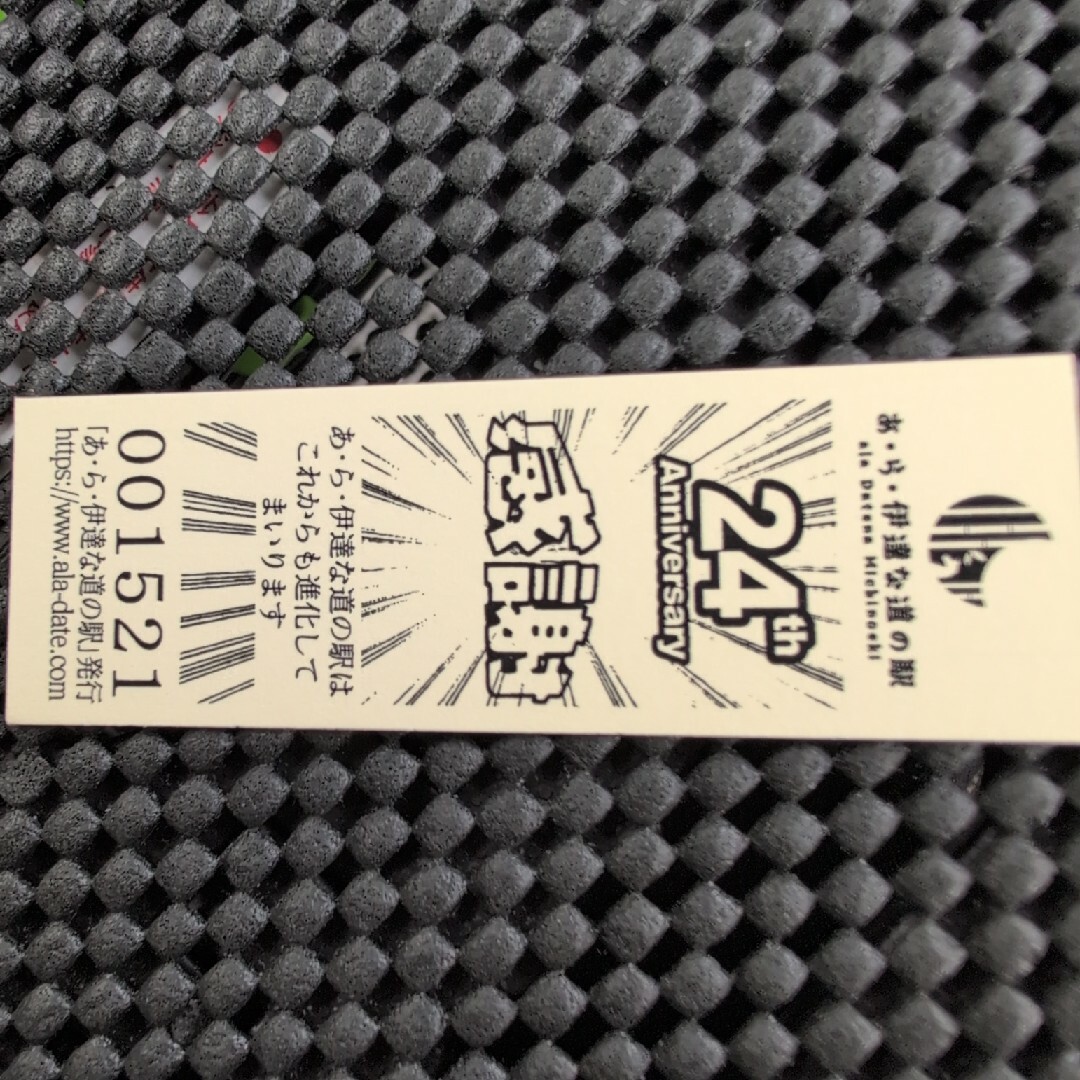 あ・ら・伊達な道の駅
ala Datena Michinoeki
24th
Anniversary
感謝
あ・ら・伊達な道の駅は
これからも進化して
まいります
001521
「あ・ら・伊達な道の駅」発行
https://www.ala-date.com